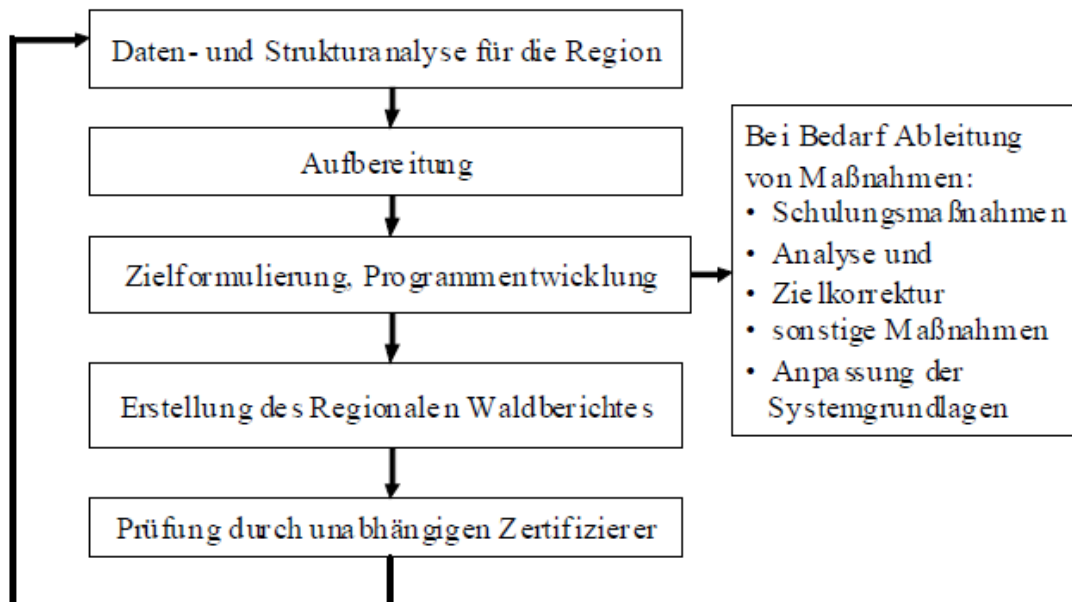 Daten- und Strukturanalyse für die Region
Aufbereitung
Zielformulierung, Programmentwicklung
Erstellung des Regionalen Waldberichtes
Prüfung durch unabhängigen Zertifizierer
Bei Bedarf Ableitung
von Maßnahmen:
• Schulungsmaßnahmen
• Analyse und
• Zielkorrektur
• sonstige Maßnahmen
• Anpassung der
Systemgrundlagen